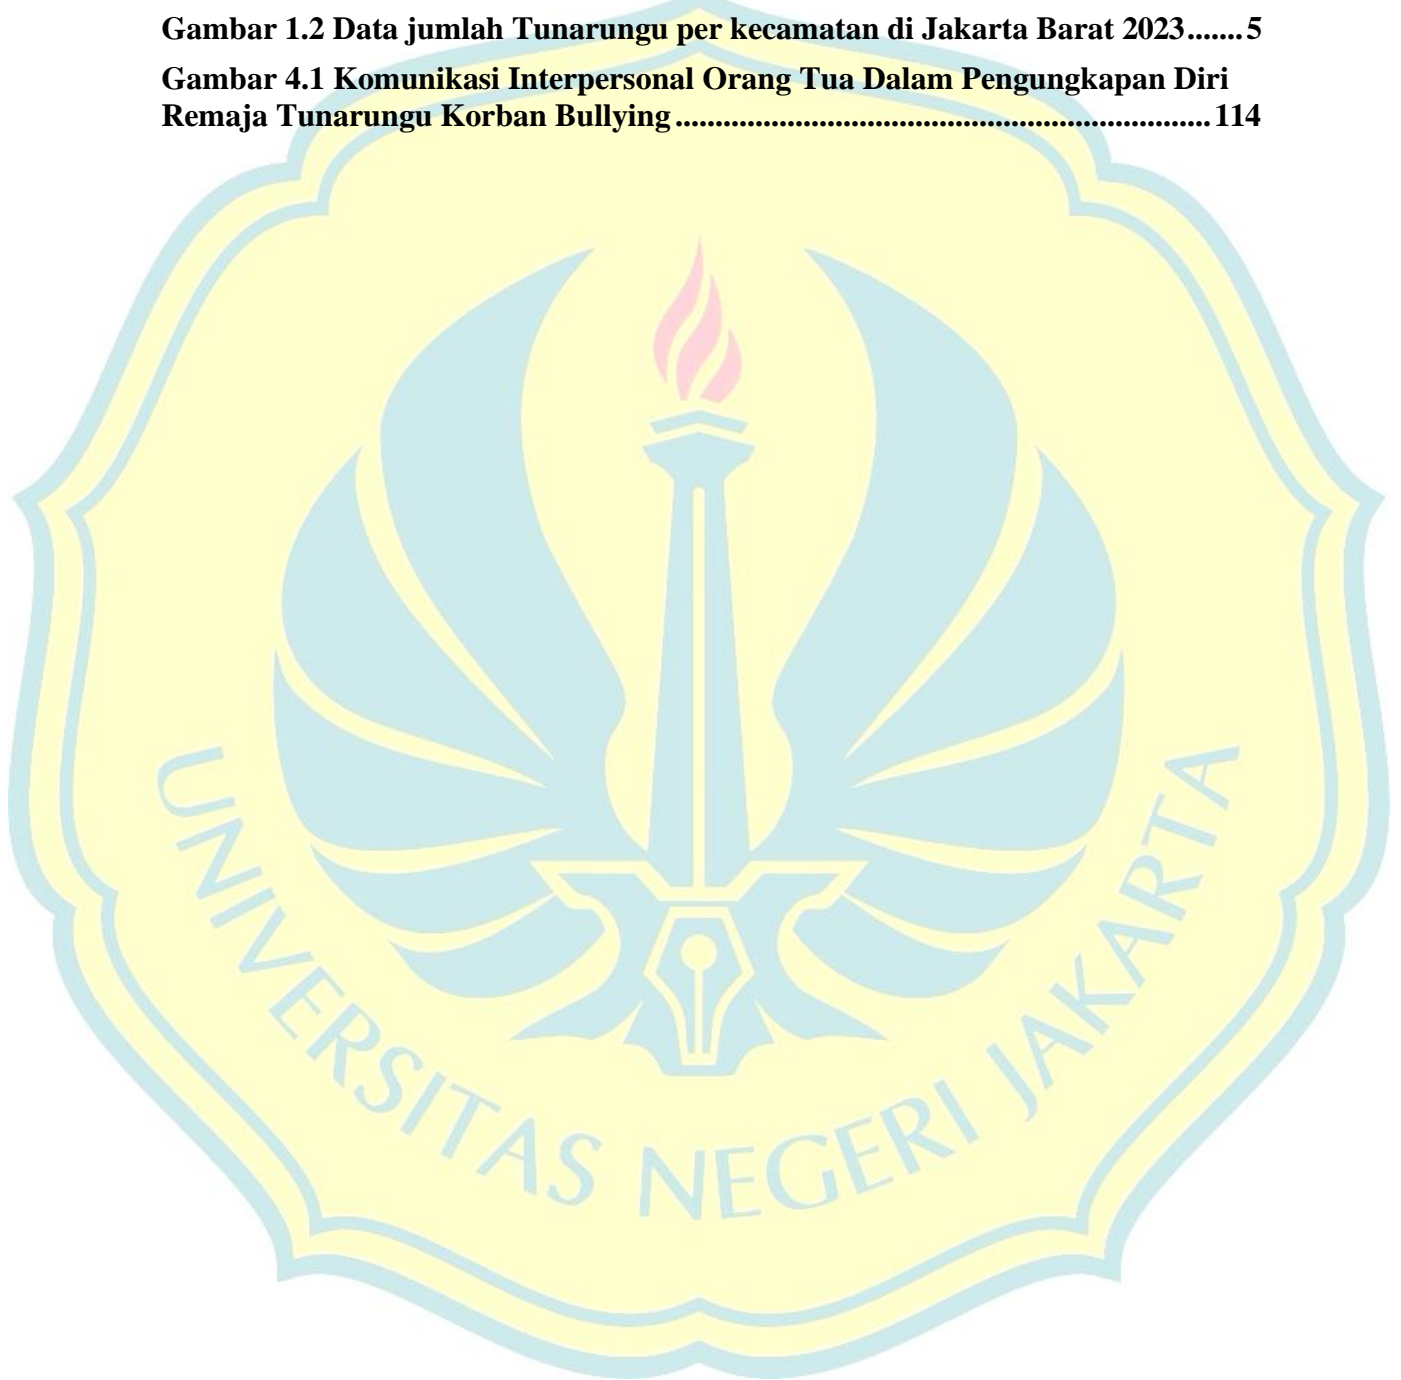 Gambar 1.2 Data jumlah Tunarungu per kecamatan di Jakarta Barat 2023.......5
Gambar 4.1 Komunikasi Interpersonal Orang Tua Dalam Pengungkapan Diri
Remaja Tunarungu Korban Bullying...................................................................114
UNIVERSITAS NEGERI JAKARTA